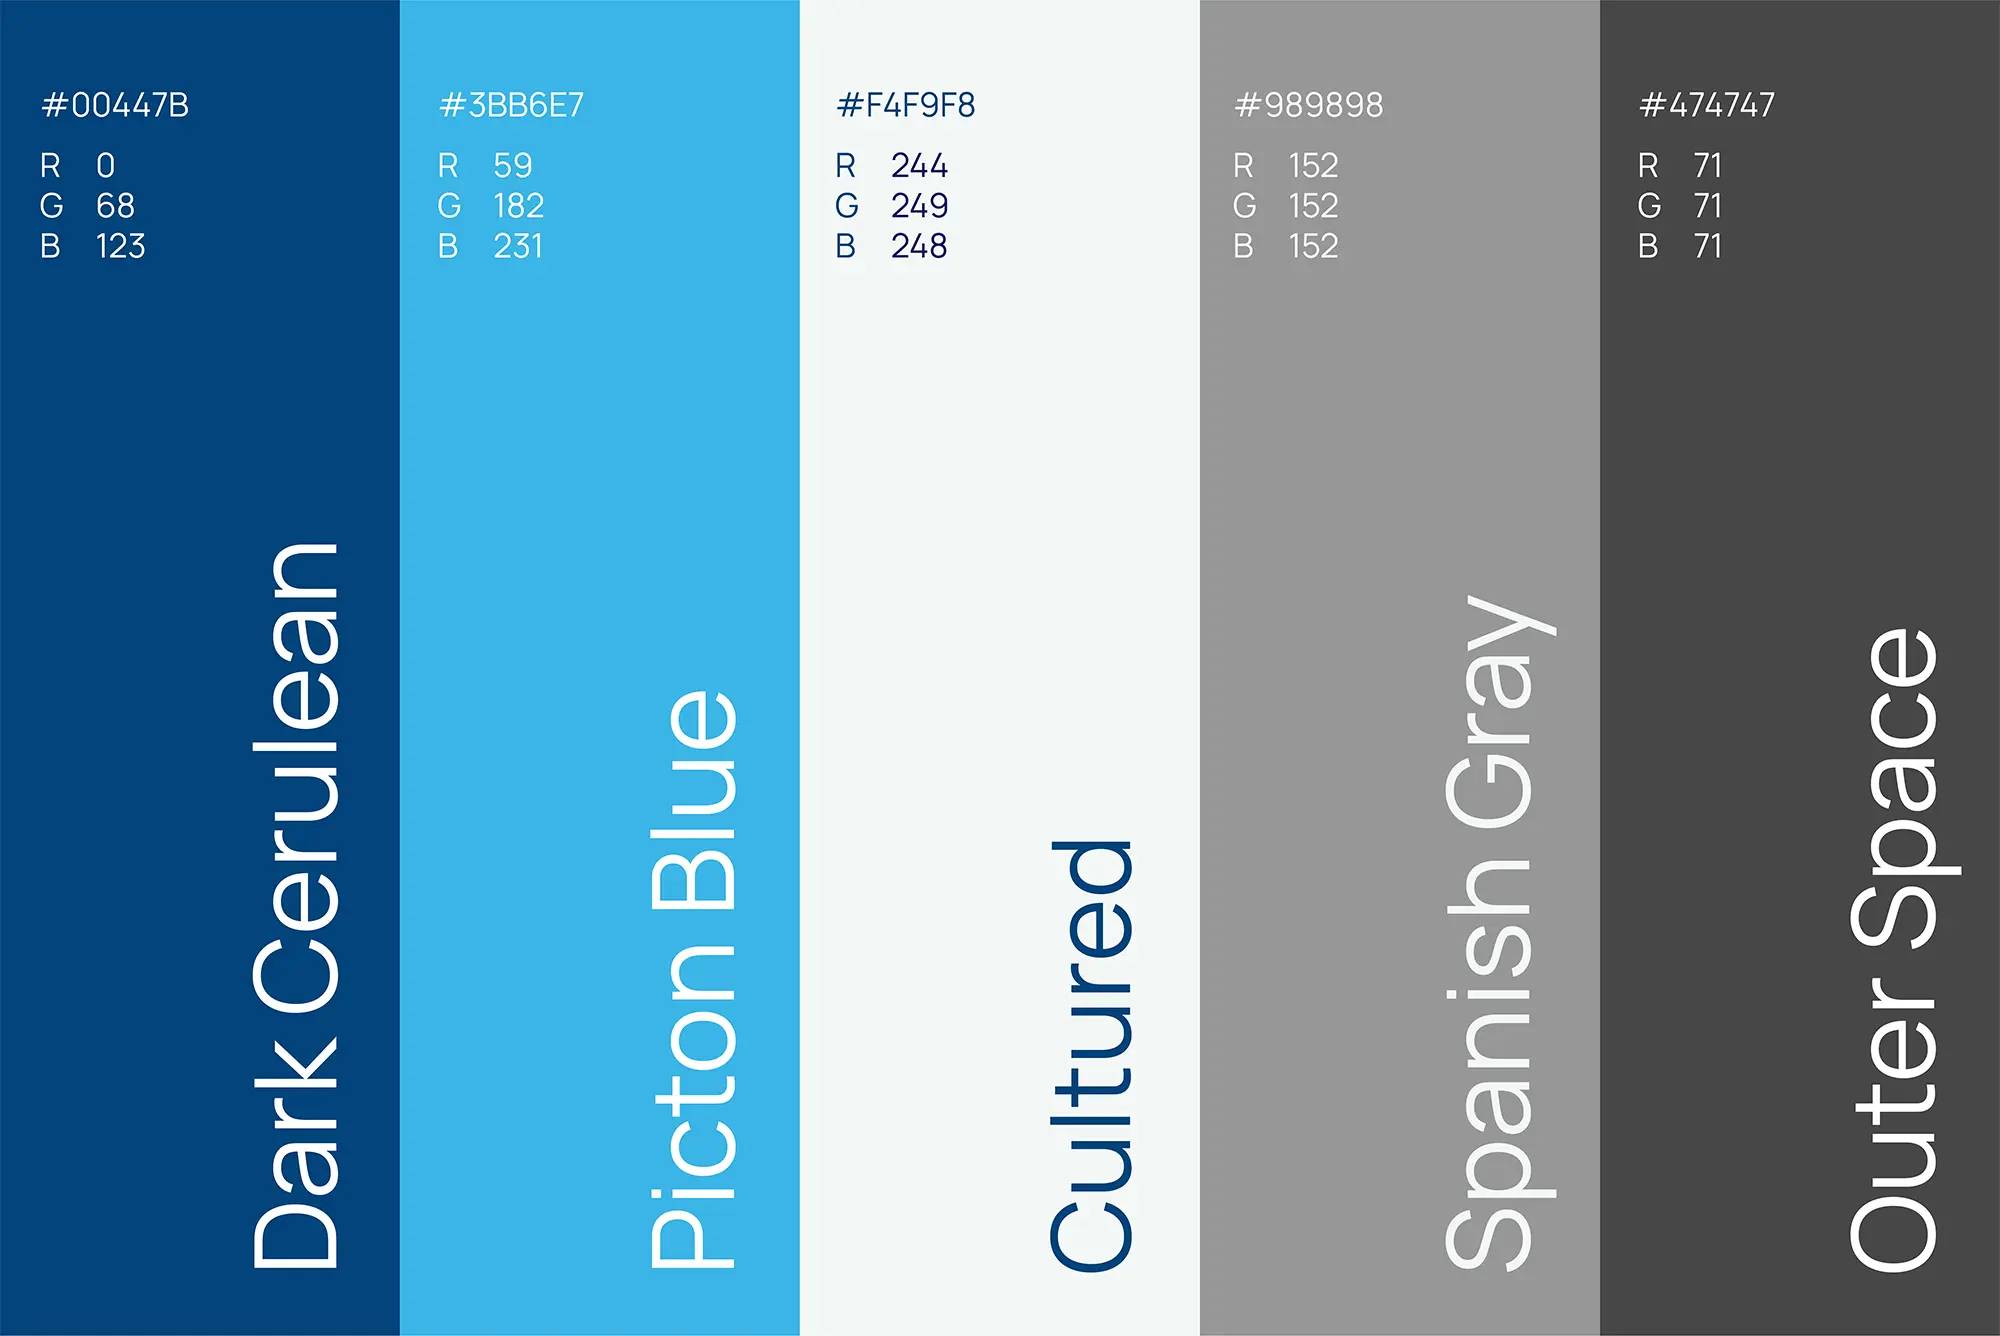 #00447B
R 0
G 68
B 123
Dark Cerulean
#3BB6E7
R 59
G 182
B 231
Picton Blue
#F4F9F8
R 244
G 249
B 248
Cultured
#989898
R 152
G 152
B 152
Spanish Gray
#474747
R 71
G 71
B 71
Outer Space